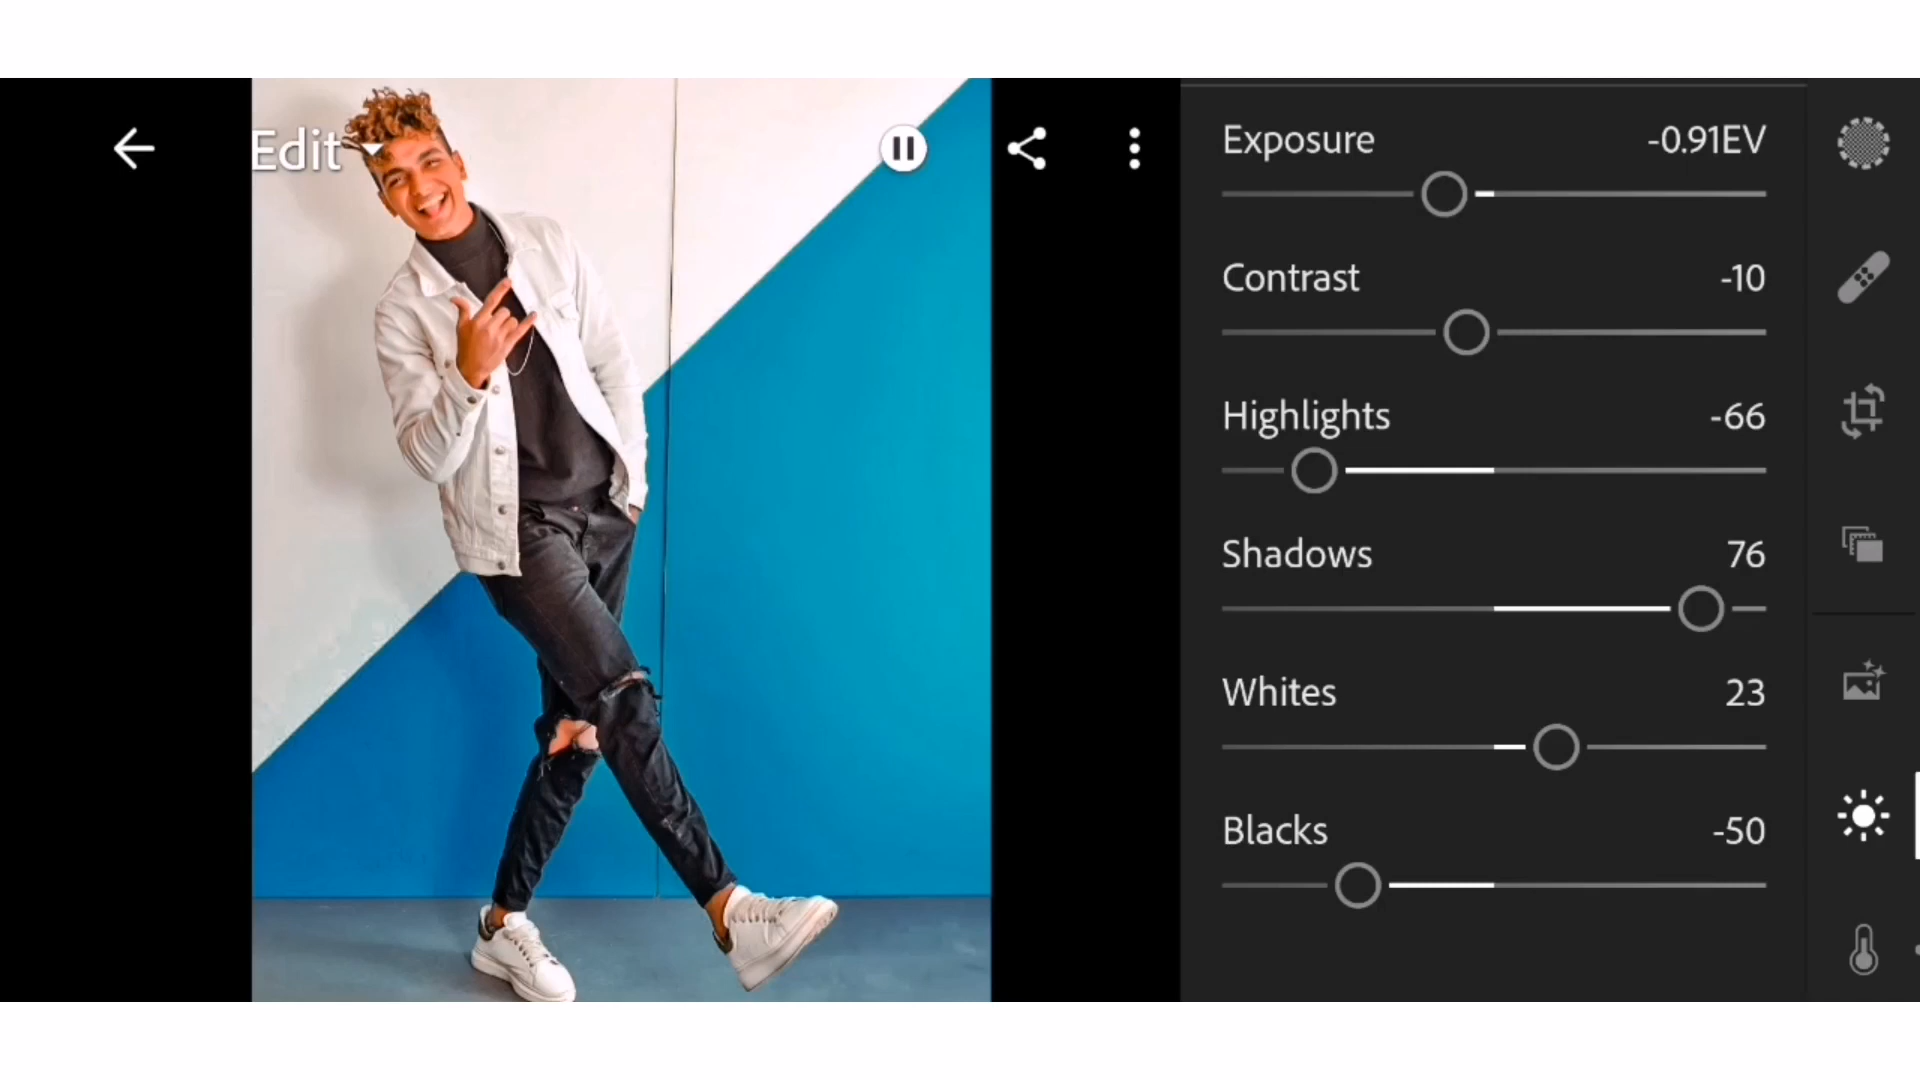 Edit
Exposure -0.91EV
Contrast -10
Highlights -66
Shadows 76
Whites 23
Blacks -50